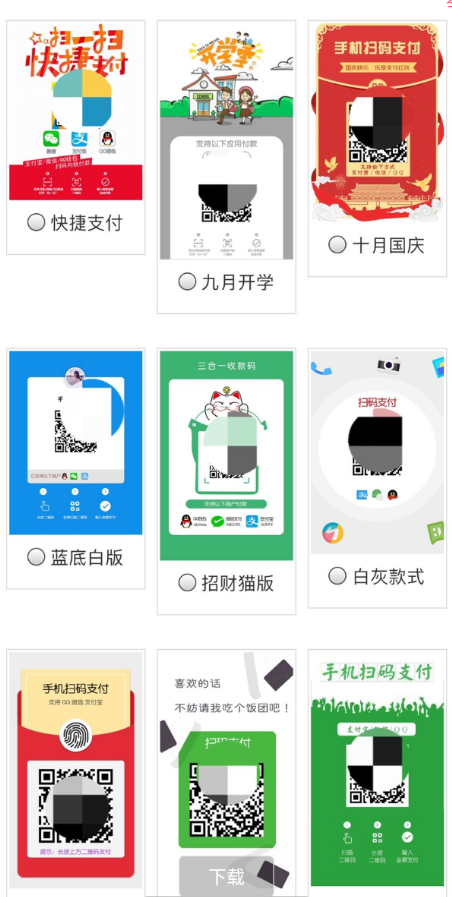 扫一扫
快捷支付
微信
支付宝
QQ钱包
支付宝/微信/QQ钱包
扫码向我付款
快捷支付
开学季
SCHOOL
支持以下应用付款
九月开学
手机扫码支付
国庆快乐
支持如下方式
支付宝/微信/QQ
十月国庆
蓝底白版
三合一收款码
支持以下商户付款
QQ钱包
微信支付
支付宝
招财猫版
扫码支付
白灰款式
手机扫码支付
支持 QQ 微信 支付宝
提示：长按上方二维码支付
喜欢的话
不妨请我吃个饭团吧！
扫码支付
下载
手机扫码支付
支付宝/微信/QQ
扫描
二维码
长按
二维码
输入
金额支付